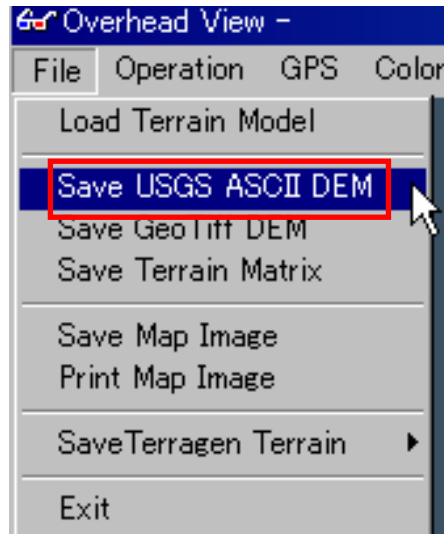 Overhead View -
File Operation GPS Color
Load Terrain Model
Save USGS ASCII DEM
Save GeoTiff DEM
Save Terrain Matrix
Save Map Image
Print Map Image
SaveTerragen Terrain
Exit